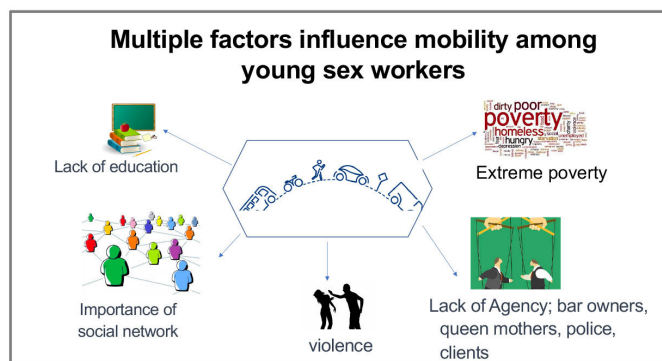 Multiple factors influence mobility among
young sex workers
Lack of education
dirty poor
poverty
homeless
hungry
Extreme poverty
Importance of
social network
violence
Lack of Agency; bar owners,
queen mothers, police,
clients